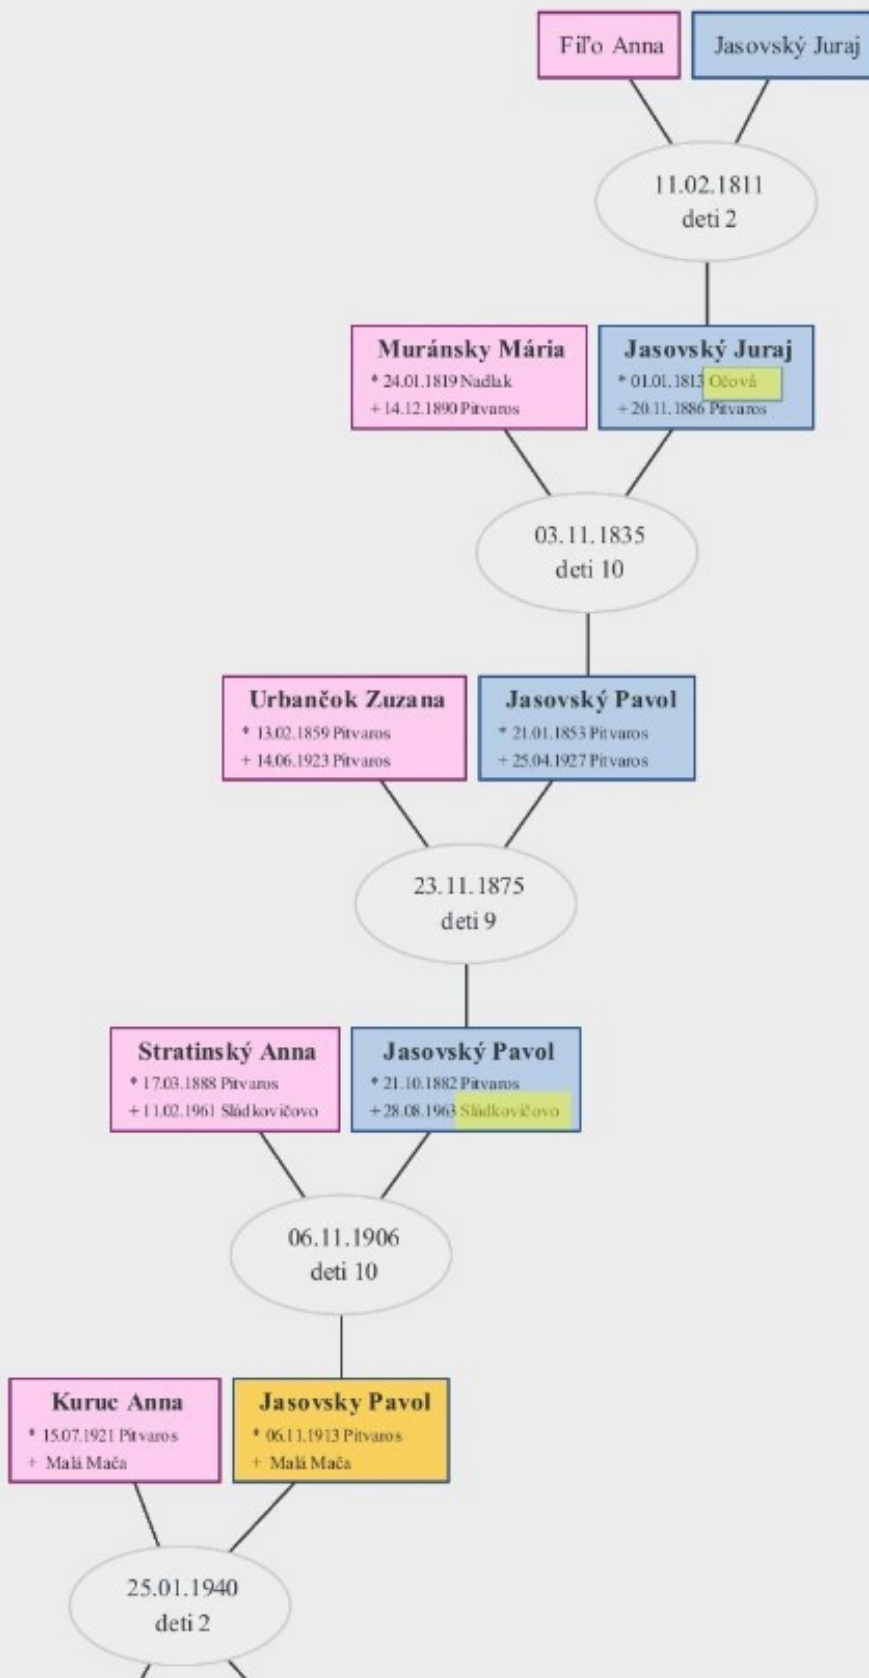 Fiľo Anna
Jasovský Juraj
11.02.1811
deti 2
Muránsky Mária
* 24.01.1819 Nadlak
+ 14.12.1890 Pitvaros
Jasovský Juraj
* 01.01.1813 Očová
+ 20.11.1886 Pitvaros
03.11.1835
deti 10
Urbančok Zuzana
* 13.02.1859 Pitvaros
+ 14.06.1923 Pitvaros
Jasovský Pavol
* 21.01.1853 Pitvaros
+ 25.04.1927 Pitvaros
23.11.1875
deti 9
Stratinský Anna
* 17.03.1888 Pitvaros
+ 11.02.1961 Sládkovičovo
Jasovský Pavol
* 21.10.1882 Pitvaros
+ 28.08.1963 Sládkovičovo
06.11.1906
deti 10
Kuruc Anna
* 15.07.1921 Pitvaros
+ Malá Mača
Jasovsky Pavol
* 06.11.1913 Pitvaros
+ Malá Mača
25.01.1940
deti 2